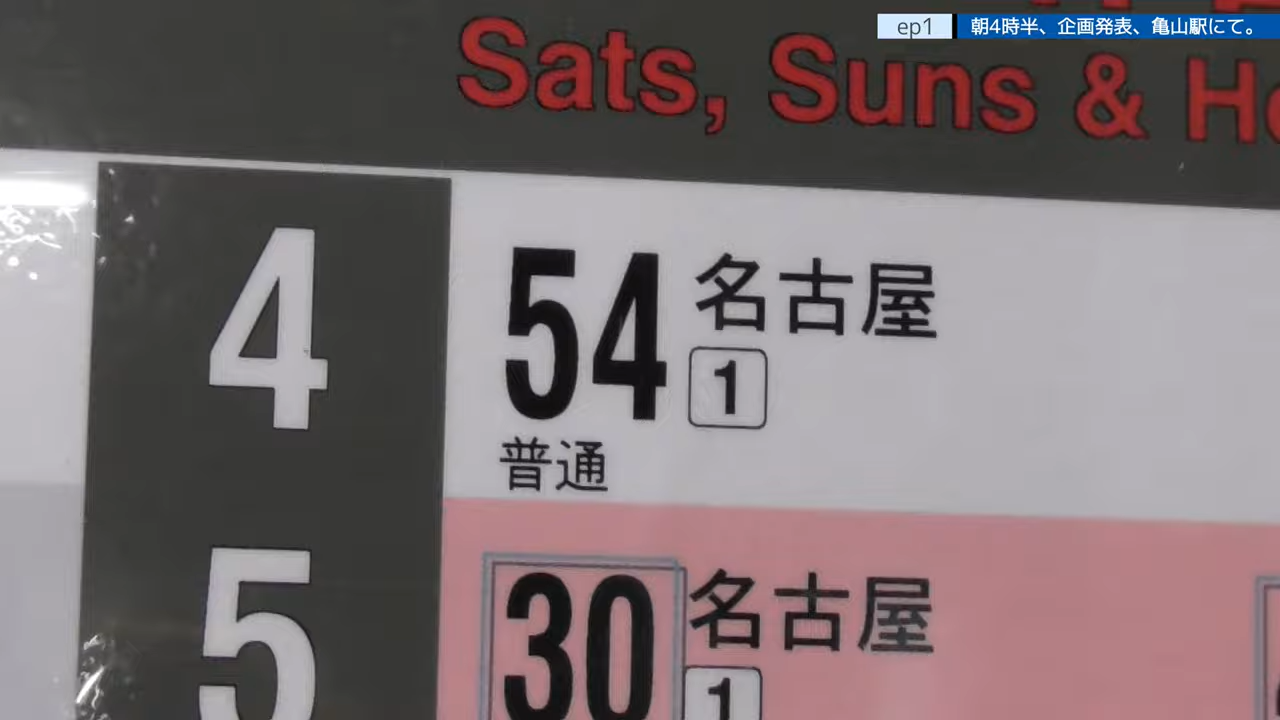 ep1 朝4時半、企画発表、亀山駅にて。
Sats, Suns &
4 54 名古屋
1
普通
5 30 名古屋
1